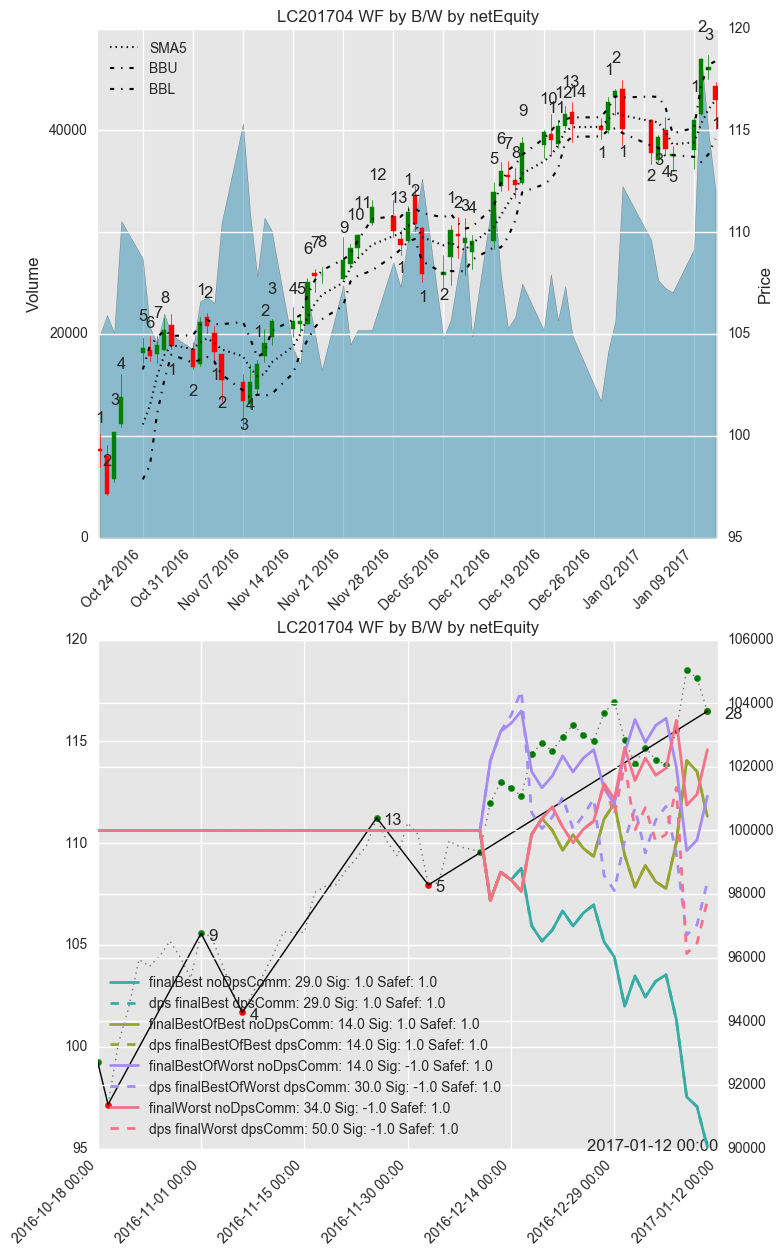 LC201704 WF by B/W by netEquity
SMA5
BBU
BBL
Volume
Price
0
20000
40000
95
100
105
110
115
120
Oct 24 2016
Oct 31 2016
Nov 07 2016
Nov 14 2016
Nov 21 2016
Nov 28 2016
Dec 05 2016
Dec 12 2016
Dec 19 2016
Dec 26 2016
Jan 02 2017
Jan 09 2017
LC201704 WF by B/W by netEquity
120
115
110
105
100
95
106000
104000
102000
100000
98000
96000
94000
92000
90000
9
4
13
5
28
finalBest noDpsComm: 29.0 Sig: 1.0 Safef: 1.0
dps finalBest dpsComm: 29.0 Sig: 1.0 Safef: 1.0
finalBestOfBest noDpsComm: 14.0 Sig: 1.0 Safef: 1.0
dps finalBestOfBest dpsComm: 14.0 Sig: 1.0 Safef: 1.0
finalBestOfWorst noDpsComm: 14.0 Sig: -1.0 Safef: 1.0
dps finalBestOfWorst dpsComm: 30.0 Sig: -1.0 Safef: 1.0
finalWorst noDpsComm: 34.0 Sig: -1.0 Safef: 1.0
dps finalWorst dpsComm: 50.0 Sig: -1.0 Safef: 1.0
2017-01-12 00:00
2016-10-18 00:00
2016-11-01 00:00
2016-11-15 00:00
2016-11-30 00:00
2016-12-14 00:00
2016-12-29 00:00
2017-01-12 00:00